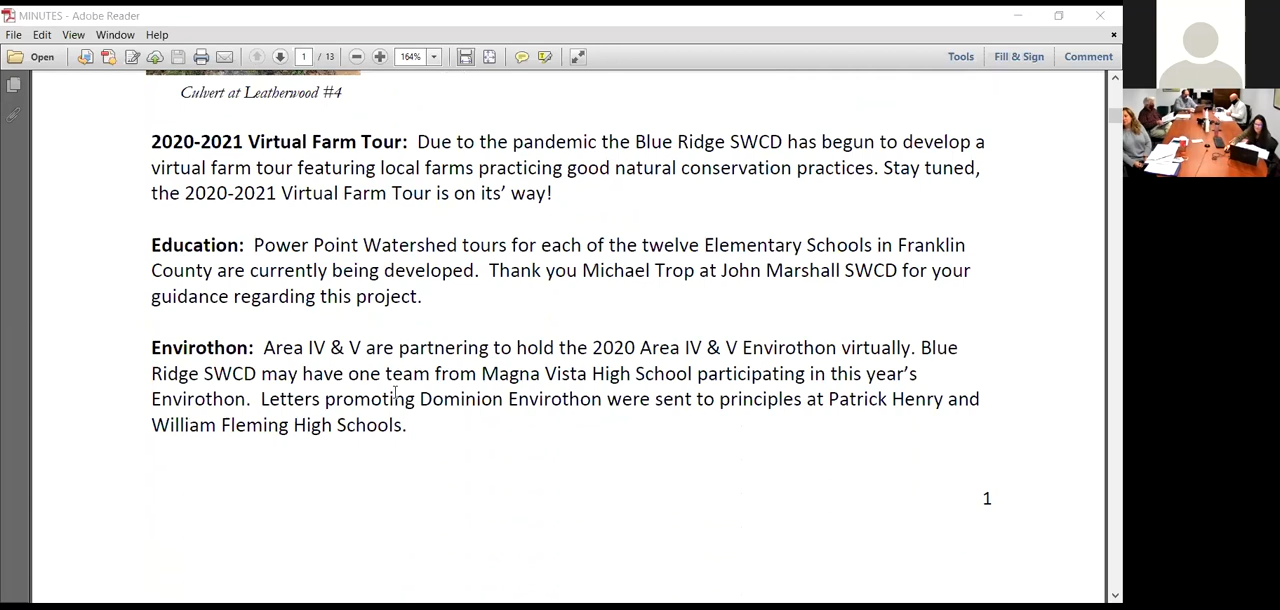 MINUTES - Adobe Reader
File Edit View Window Help
Open 1 / 13 164% Tools Fill & Sign Comment
Culvert at Leatherwood #4
2020-2021 Virtual Farm Tour: Due to the pandemic the Blue Ridge SWCD has begun to develop a
virtual farm tour featuring local farms practicing good natural conservation practices. Stay tuned,
the 2020-2021 Virtual Farm Tour is on its’ way!
Education: Power Point Watershed tours for each of the twelve Elementary Schools in Franklin
County are currently being developed. Thank you Michael Trop at John Marshall SWCD for your
guidance regarding this project.
Envirothon: Area IV & V are partnering to hold the 2020 Area IV & V Envirothon virtually. Blue
Ridge SWCD may have one team from Magna Vista High School participating in this year’s
Envirothon. Letters promoting Dominion Envirothon were sent to principles at Patrick Henry and
William Fleming High Schools.
1